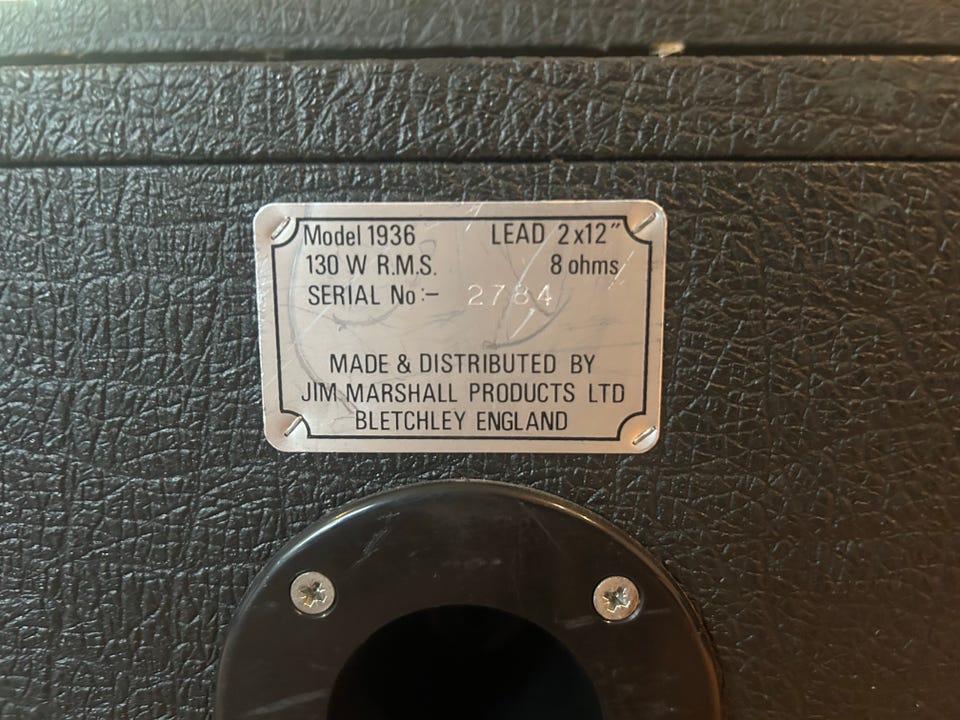 Model 1936 LEAD 2x12"
130 W R.M.S. 8 ohms
SERIAL No:- 2784
MADE & DISTRIBUTED BY
JIM MARSHALL PRODUCTS LTD
BLETCHLEY ENGLAND